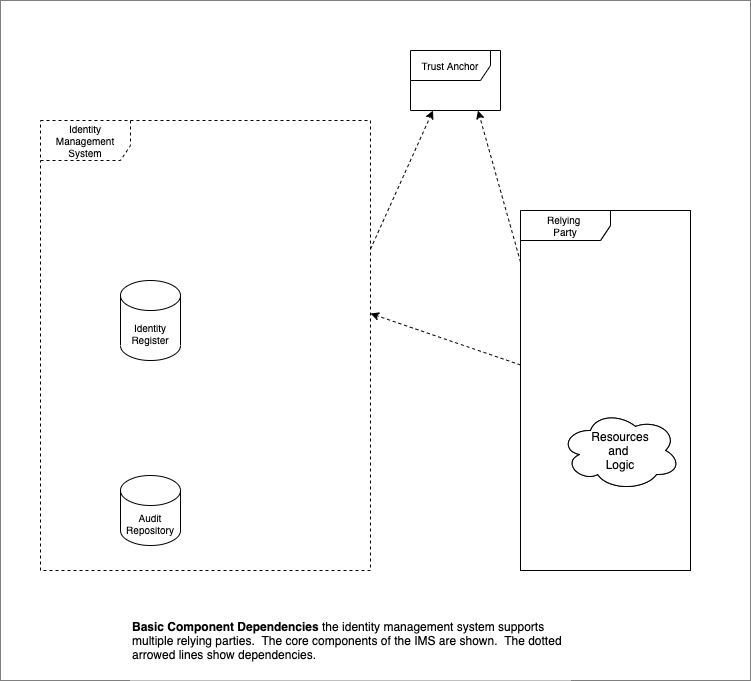 Trust Anchor
Identity
Management
System
Relying
Party
Identity
Register
Resources
and
Logic
Audit
Repository
Basic Component Dependencies the identity management system supports
multiple relying parties.  The core components of the IMS are shown.  The dotted
arrowed lines show dependencies.